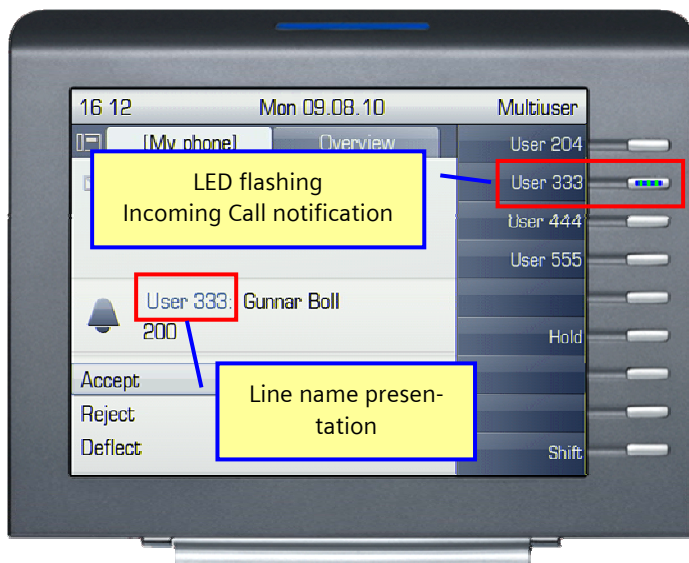 16 12 Mon 09.08.10 Multiuser
[My phone] Overview
User 204
User 333
User 444
User 555
Hold
Shift
LED flashing
Incoming Call notification
User 333: Gunnar Boll
200
Accept
Reject
Deflect
Line name presen-
tation